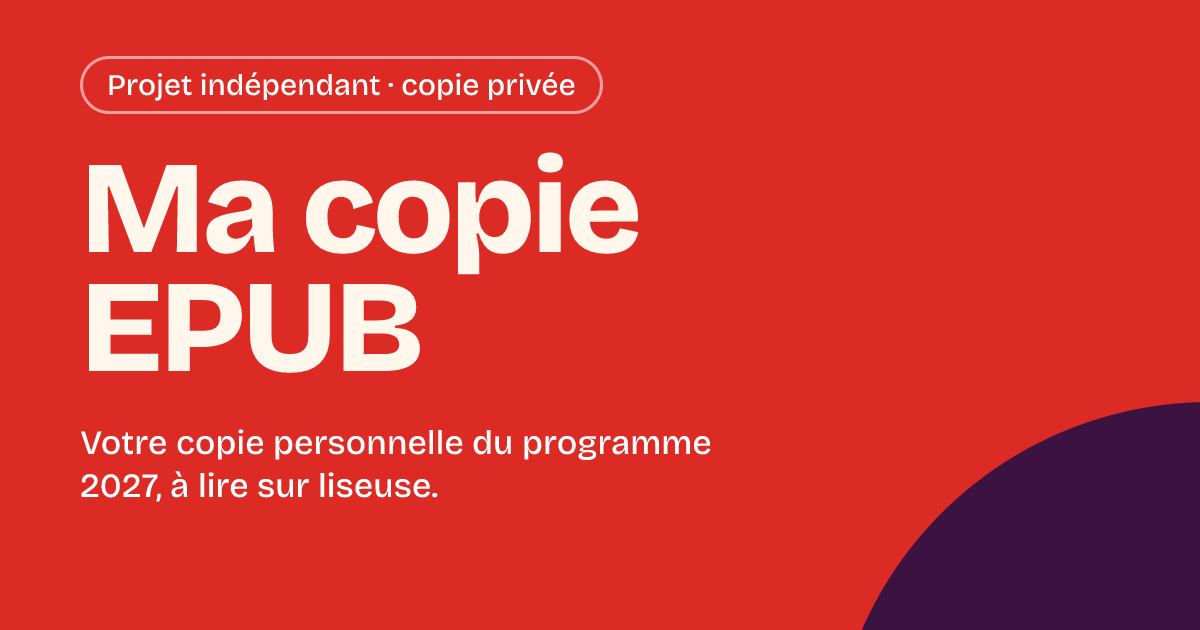 Projet indépendant · copie privée
Ma copie
EPUB
Votre copie personnelle du programme
2027, à lire sur liseuse.